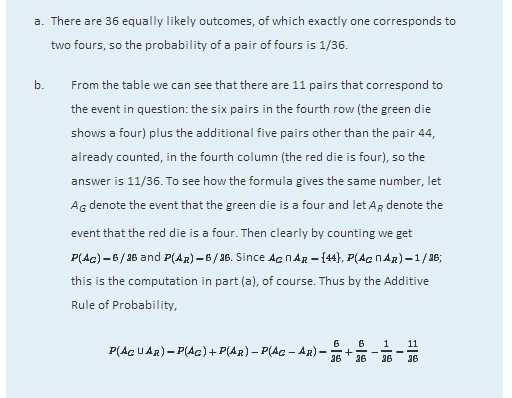 a. There are 36 equally likely outcomes, of which exactly one corresponds to
two fours, so the probability of a pair of fours is 1/36.
b. From the table we can see that there are 11 pairs that correspond to
the event in question: the six pairs in the fourth row (the green die
shows a four) plus the additional five pairs other than the pair 44,
already counted, in the fourth column (the red die is four), so the
answer is 11/36. To see how the formula gives the same number, let
A_G denote the event that the green die is a four and let A_R denote the
event that the red die is a four. Then clearly by counting we get
P(A_G) = 6/36 and P(A_R) = 6/36. Since A_G ∩ A_R = {44}, P(A_G ∩ A_R) = 1/36;
this is the computation in part (a), of course. Thus by the Additive
Rule of Probability,
P(A_G ∪ A_R) = P(A_G) + P(A_R) − P(A_G − A_R) = 6/36 + 6/36 − 1/36 = 11/36